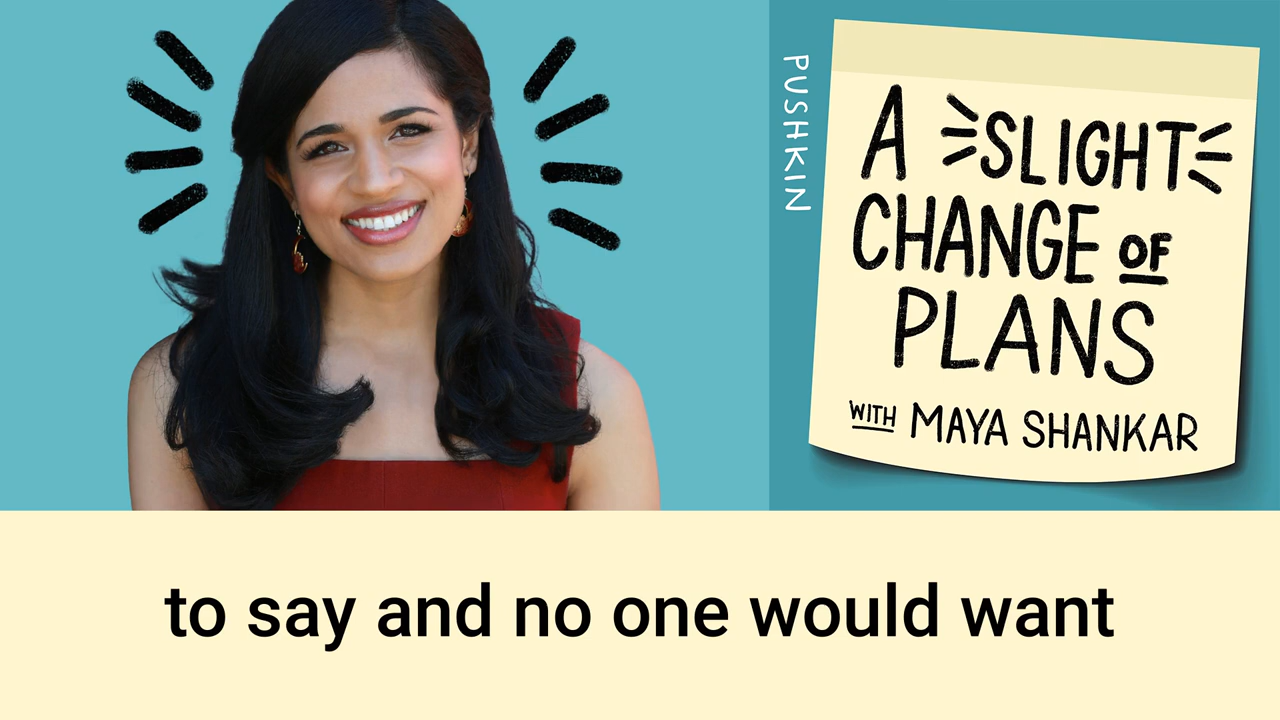 PUSHKIN
A SLIGHT
CHANGE OF
PLANS
WITH MAYA SHANKAR
to say and no one would want